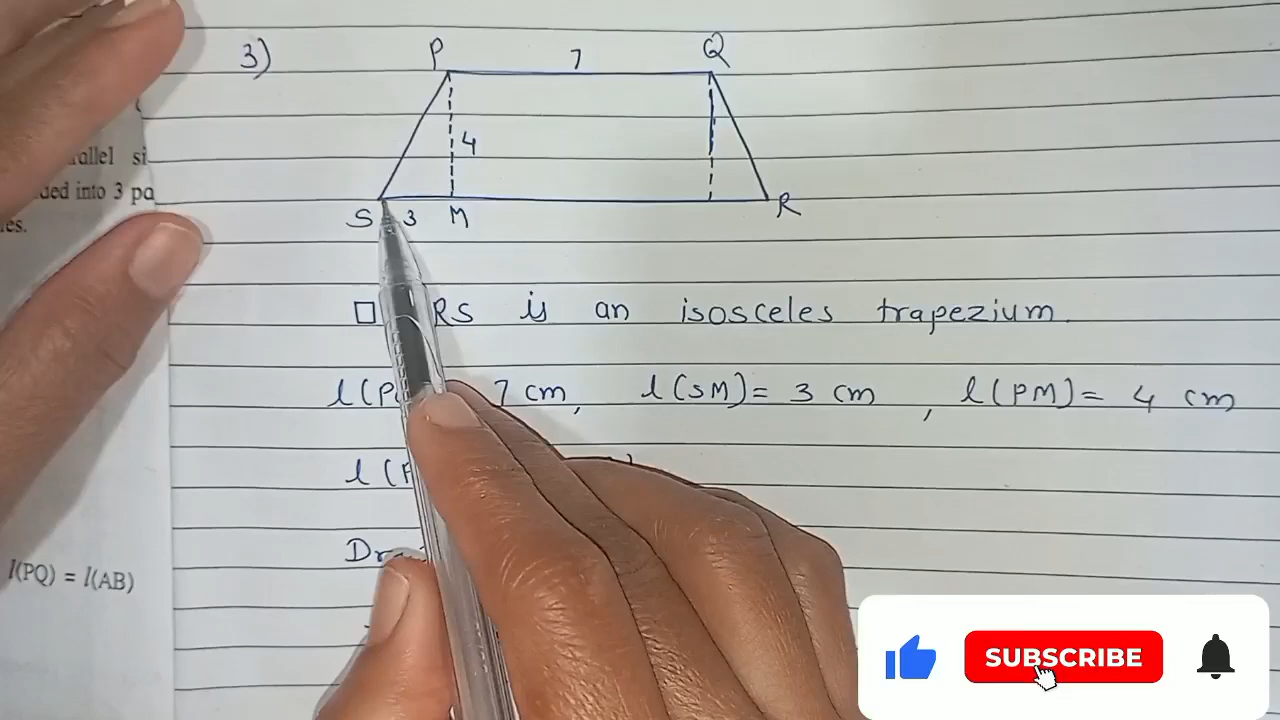 3)
P 7 Q
4
S 3 M R
□ RS is an isosceles trapezium.
l(P 7 cm, l(SM) = 3 cm, l(PM) = 4 cm
l(
allel si
ded into 3 pa
es.
l(PQ) = l(AB)
SUBSCRIBE